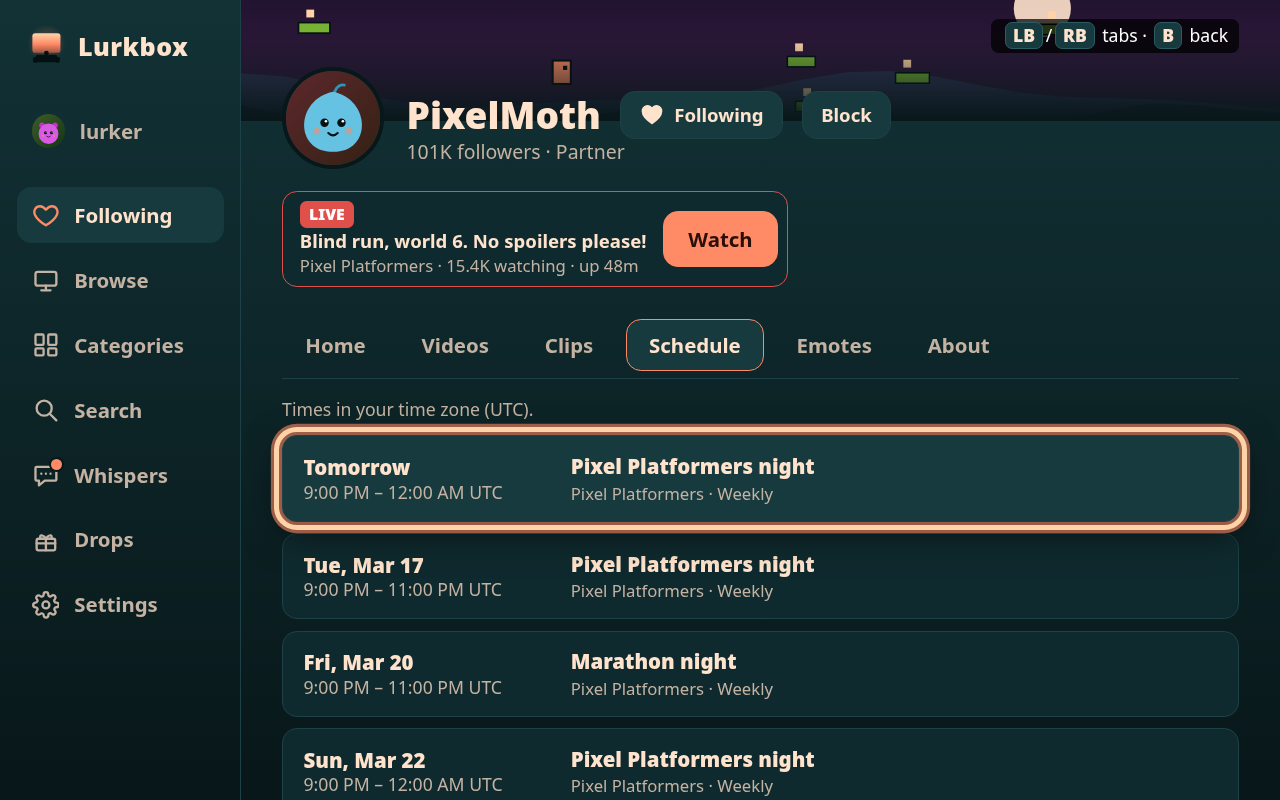 Lurkbox
lurker
Following
Browse
Categories
Search
Whispers
Drops
Settings
LB / RB tabs · B back
PixelMoth
Following
Block
101K followers · Partner
LIVE
Blind run, world 6. No spoilers please!
Pixel Platformers · 15.4K watching · up 48m
Watch
Home
Videos
Clips
Schedule
Emotes
About
Times in your time zone (UTC).
Tomorrow
9:00 PM – 12:00 AM UTC
Pixel Platformers night
Pixel Platformers · Weekly
Tue, Mar 17
9:00 PM – 11:00 PM UTC
Pixel Platformers night
Pixel Platformers · Weekly
Fri, Mar 20
9:00 PM – 11:00 PM UTC
Marathon night
Pixel Platformers · Weekly
Sun, Mar 22
9:00 PM – 12:00 AM UTC
Pixel Platformers night
Pixel Platformers · Weekly